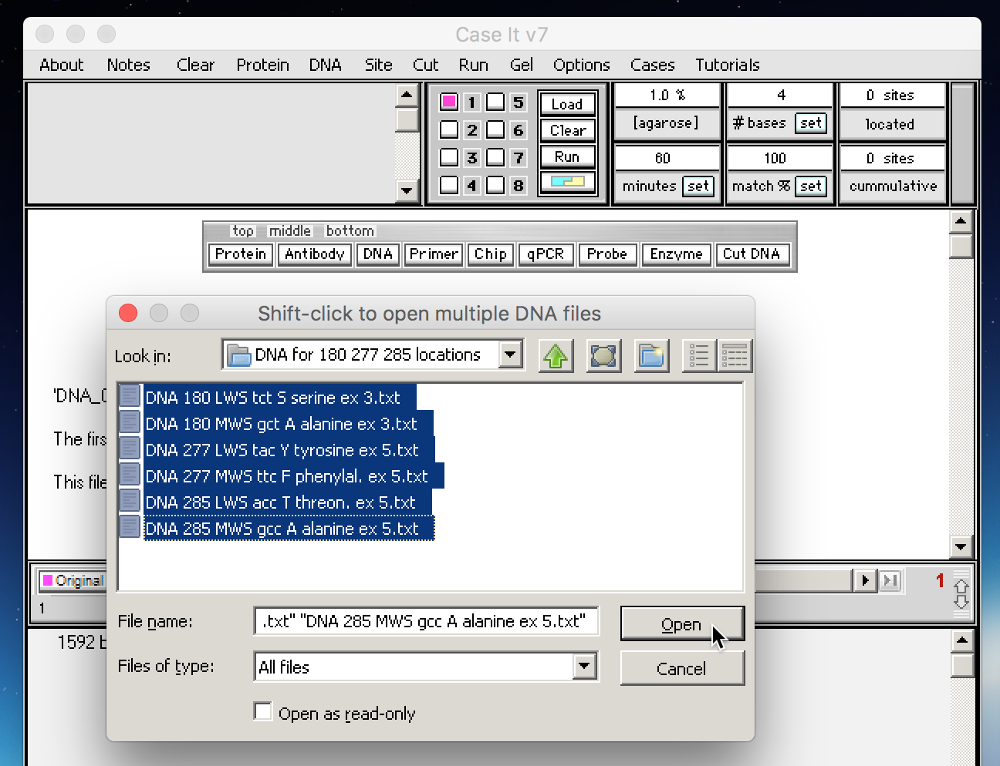 Case It v7
About Notes Clear Protein DNA Site Cut Run Gel Options Cases Tutorials
1 5 Load
2 6 Clear
3 7 Run
4 8
1.0 % 4 0 sites
[agarose] # bases set located
60 100 0 sites
minutes set match % set cummulative
top middle bottom
Protein Antibody DNA Primer Chip qPCR Probe Enzyme Cut DNA
Shift-click to open multiple DNA files
Look in: DNA for 180 277 285 locations
DNA 180 LWS tct S serine ex 3.txt
DNA 180 MWS gct A alanine ex 3.txt
DNA 277 LWS tac Y tyrosine ex 5.txt
DNA 277 MWS ttc F phenylal. ex 5.txt
DNA 285 LWS acc T threon. ex 5.txt
DNA 285 MWS gcc A alanine ex 5.txt
'DNA_
The firs
This file
Original 1
1
File name: .txt" "DNA 285 MWS gcc A alanine ex 5.txt" Open
1592 b
Files of type: All files Cancel
Open as read-only